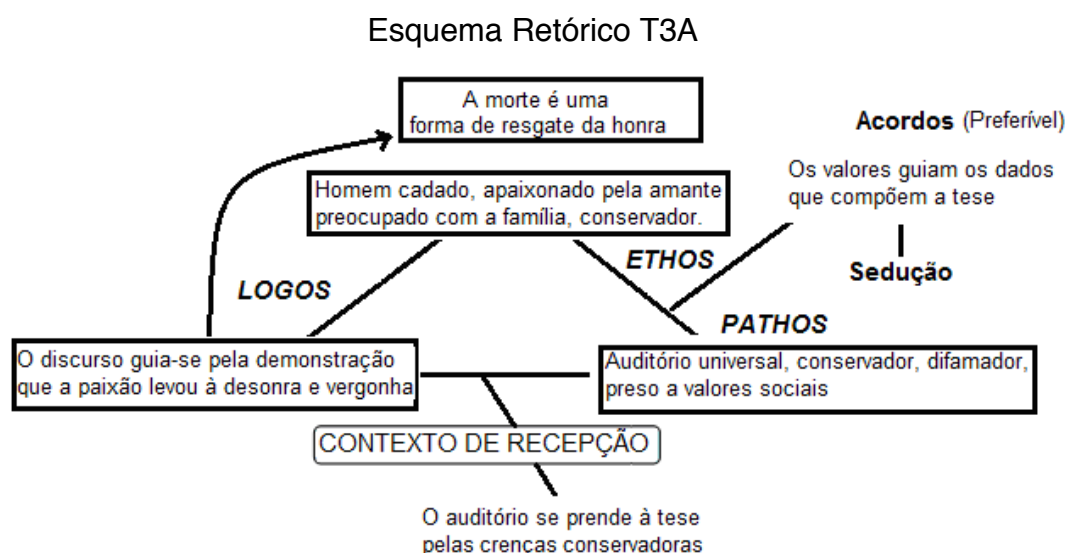 Esquema Retórico T3A
A morte é uma
forma de resgate da honra
Acordos (Preferível)
Os valores guiam os dados
que compõem a tese
Sedução
Homem cadado, apaixonado pela amante
preocupado com a família, conservador.
ETHOS
LOGOS
PATHOS
O discurso guia-se pela demonstração
que a paixão levou à desonra e vergonha
Auditório universal, conservador, difamador,
preso a valores sociais
CONTEXTO DE RECEPÇÃO
O auditório se prende à tese
pelas crenças conservadoras